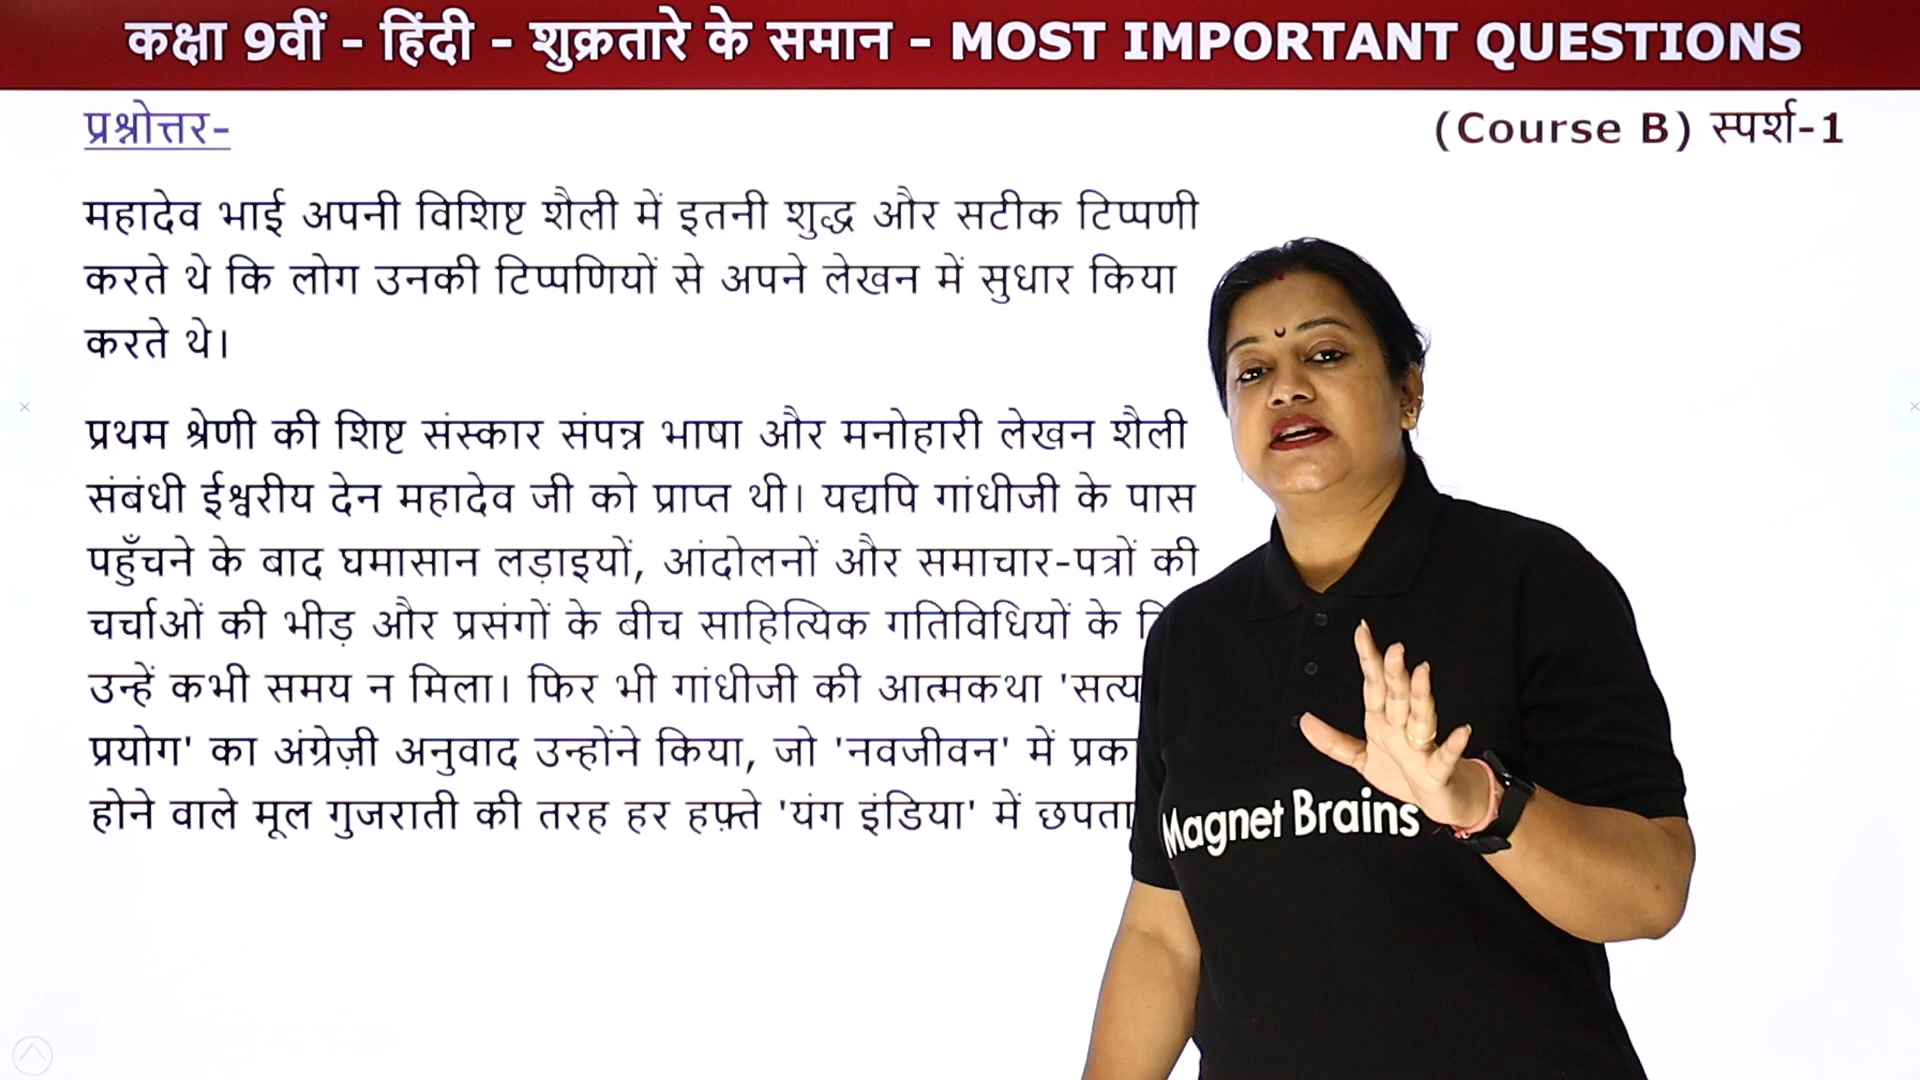 कक्षा 9वीं - हिंदी - शुक्रतारे के समान - MOST IMPORTANT QUESTIONS
प्रश्नोत्तर-
(Course B) स्पर्श-1
महादेव भाई अपनी विशिष्ट शैली में इतनी शुद्ध और सटीक टिप्पणी
करते थे कि लोग उनकी टिप्पणियों से अपने लेखन में सुधार किया
करते थे।
प्रथम श्रेणी की शिष्ट संस्कार संपन्न भाषा और मनोहारी लेखन शैली
संबंधी ईश्वरीय देन महादेव जी को प्राप्त थी। यद्यपि गांधीजी के पास
पहुँचने के बाद घमासान लड़ाइयों, आंदोलनों और समाचार-पत्रों की
चर्चाओं की भीड़ और प्रसंगों के बीच साहित्यिक गतिविधियों के
उन्हें कभी समय न मिला। फिर भी गांधीजी की आत्मकथा 'सत्य
प्रयोग' का अंग्रेज़ी अनुवाद उन्होंने किया, जो 'नवजीवन' में
होने वाले मूल गुजराती की तरह हर हफ़्ते 'यंग इंडिया' में छपता
Magnet Brains